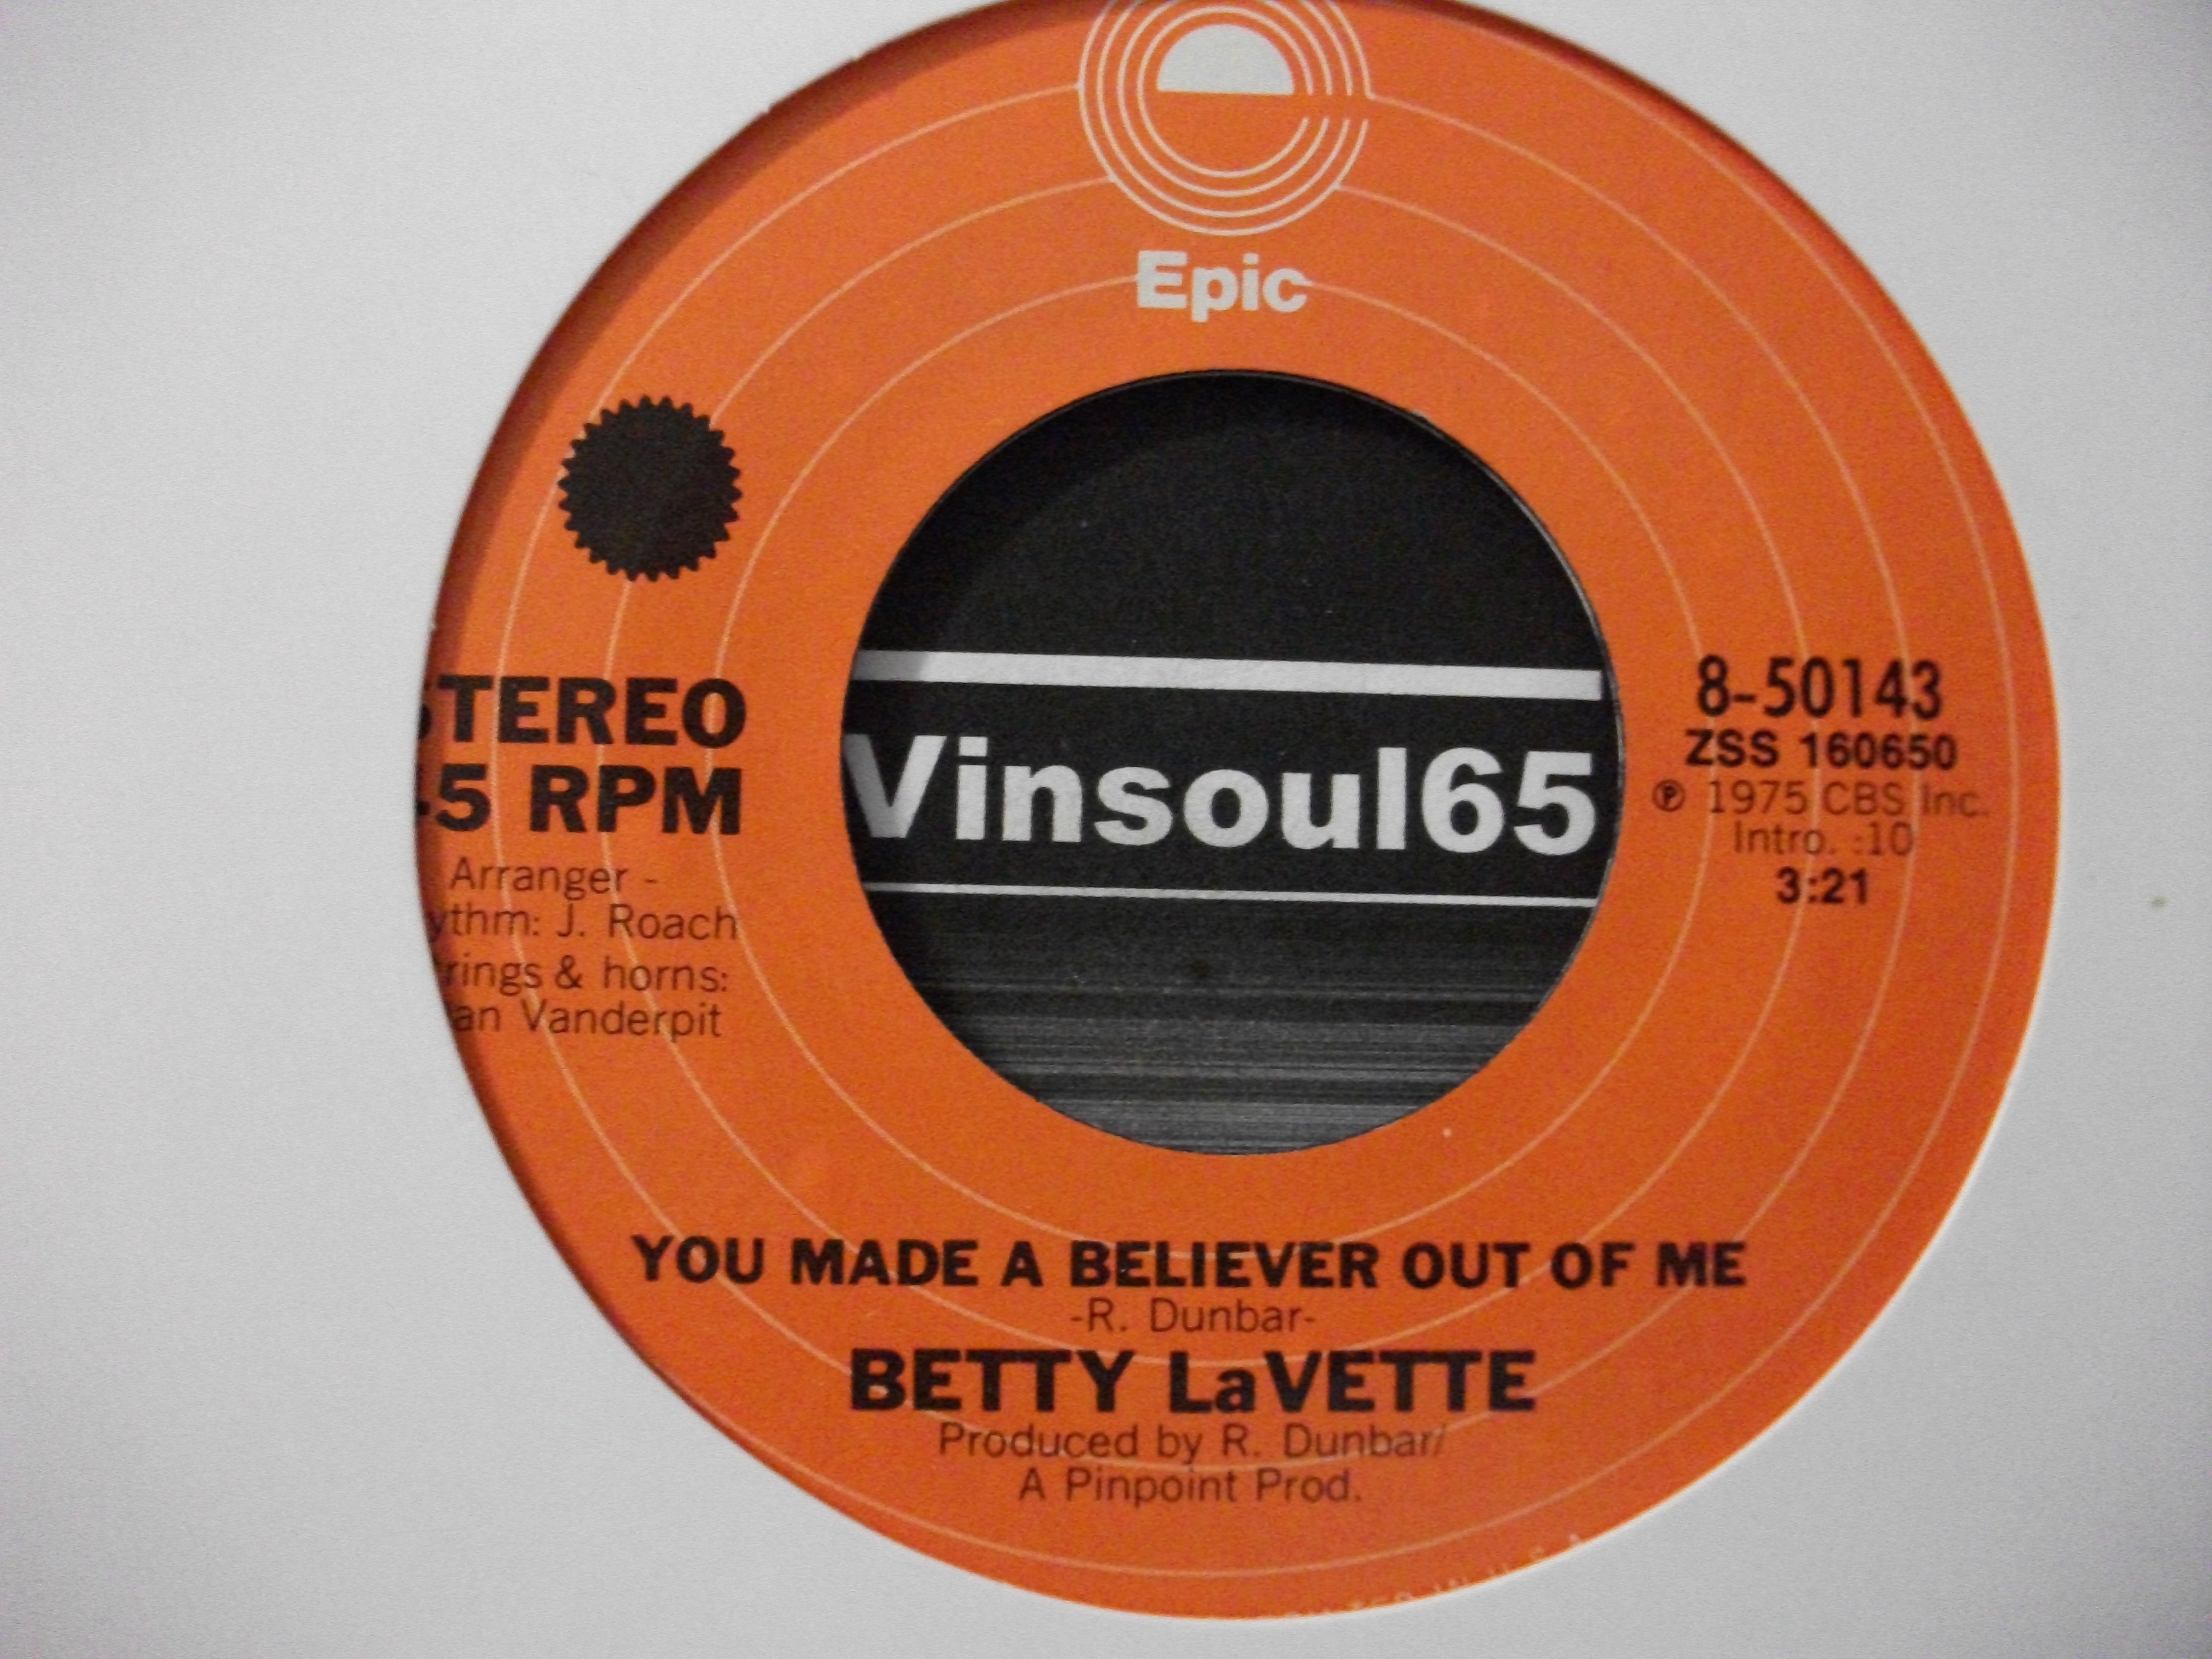 Epic
STEREO
45 RPM
Arranger -
ythm: J. Roach
rings & horns:
an Vanderpit
Vinsoul65
8-50143
ZSS 160650
℗ 1975 CBS Inc.
Intro. :10
3:21
YOU MADE A BELIEVER OUT OF ME
-R. Dunbar-
BETTY LaVETTE
Produced by R. Dunbar/
A Pinpoint Prod.